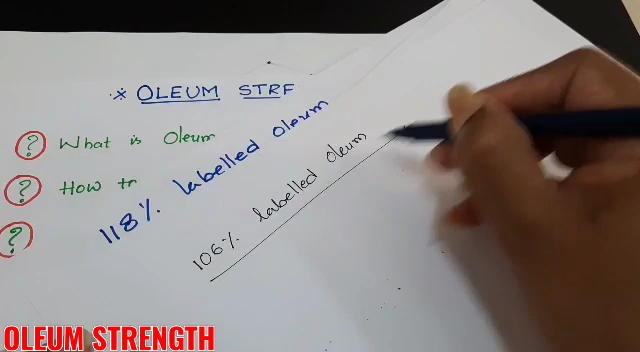 * OLEUM STRE
? What is Oleum
? How to
?
118% labelled oleum
106% labelled oleum
OLEUM STRENGTH